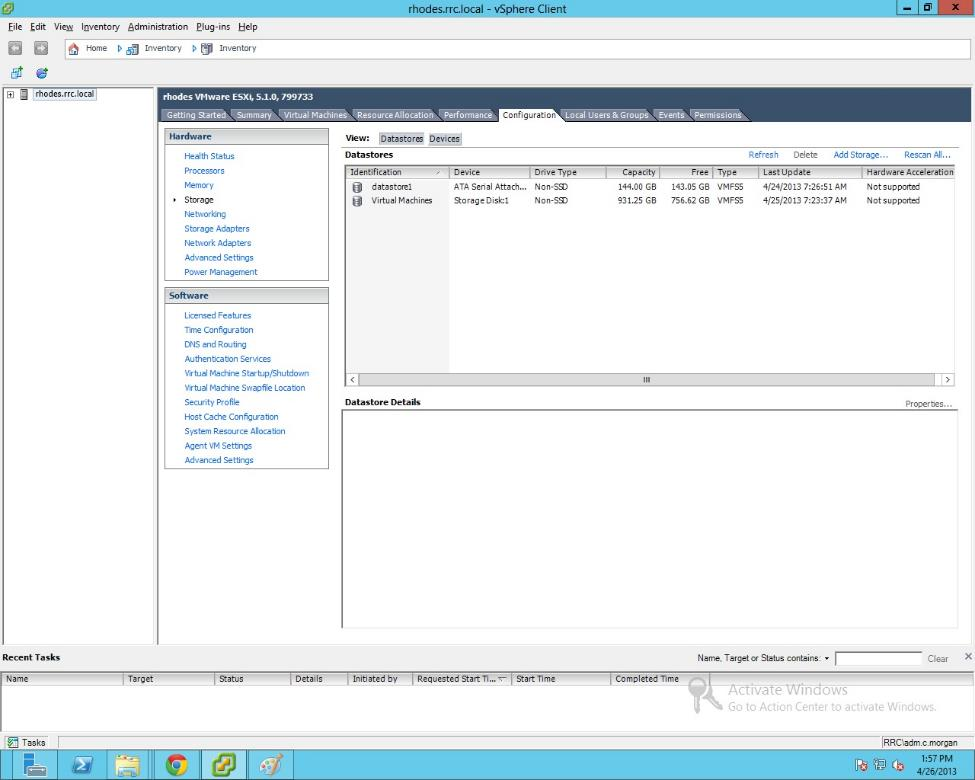 rhodes.rrc.local - vSphere Client
File Edit View Inventory Administration Plug-ins Help
Home Inventory Inventory
rhodes.rrc.local
rhodes VMware ESXi, 5.1.0, 799733
Getting Started Summary Virtual Machines Resource Allocation Performance Configuration Local Users & Groups Events Permissions
Hardware
Health Status
Processors
Memory
Storage
Networking
Storage Adapters
Network Adapters
Advanced Settings
Power Management
Software
Licensed Features
Time Configuration
DNS and Routing
Authentication Services
Virtual Machine Startup/Shutdown
Virtual Machine Swapfile Location
Security Profile
Host Cache Configuration
System Resource Allocation
Agent VM Settings
Advanced Settings
View: Datastores Devices
Datastores
Refresh Delete Add Storage... Rescan All...
Identification Device Drive Type Capacity Free Type Last Update Hardware Acceleration
datastore1 ATA Serial Attach... Non-SSD 144.00 GB 143.05 GB VMFS5 4/24/2013 7:26:51 AM Not supported
Virtual Machines Storage Disk:1 Non-SSD 931.25 GB 756.62 GB VMFS5 4/25/2013 7:23:37 AM Not supported
Datastore Details
Properties...
Recent Tasks
Name, Target or Status contains: Clear
Name Target Status Details Initiated by Requested Start Ti... Start Time Completed Time
Activate Windows
Go to Action Center to activate Windows.
Tasks
RRC\adm.c.morgan
1:57 PM
4/26/2013